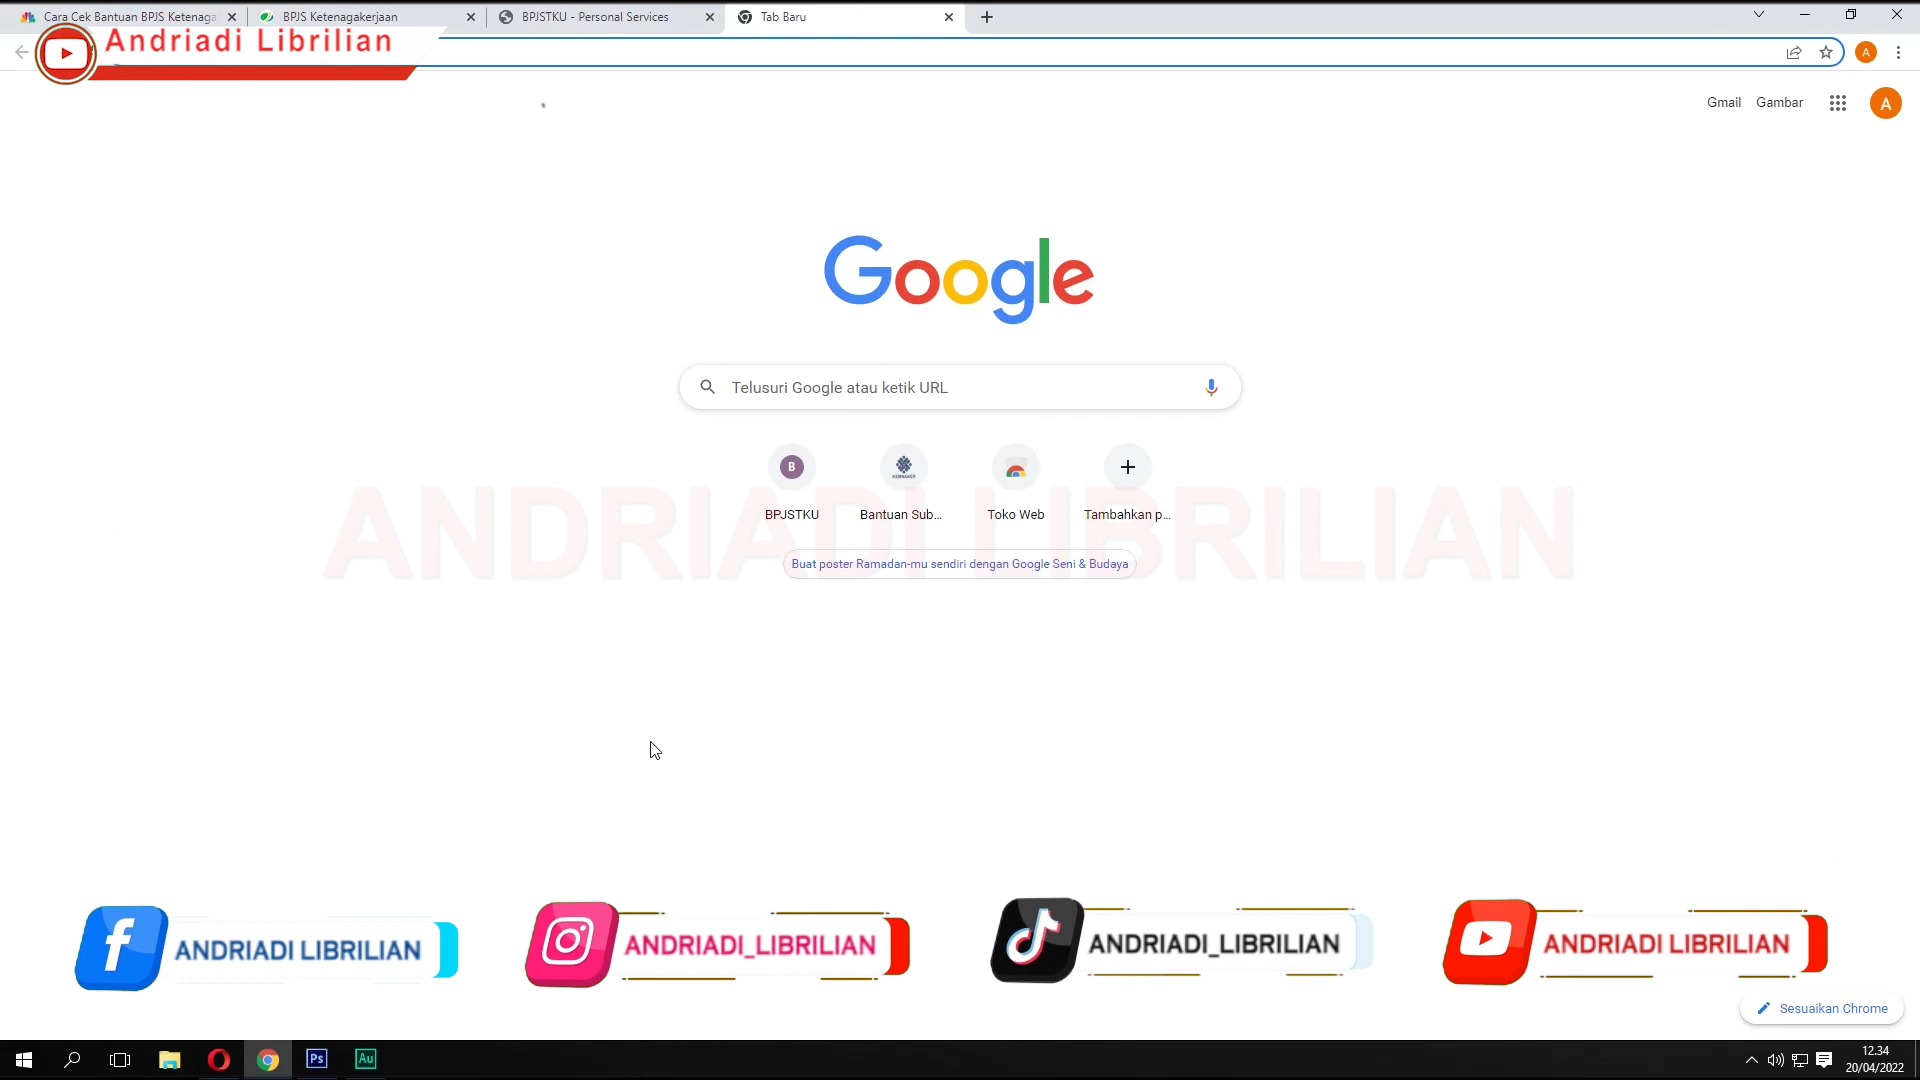 Cara Cek Bantuan BPJS Ketenaga
BPJS Ketenagakerjaan
BPJSTKU - Personal Services
Tab Baru
Andriadi Librilian
A
Gmail
Gambar
A
Google
Telusuri Google atau ketik URL
B
KEMNAKER
BPJSTKU
Bantuan Sub...
Toko Web
Tambahkan p...
ANDRIADI LIBRILIAN
Buat poster Ramadan-mu sendiri dengan Google Seni & Budaya
ANDRIADI LIBRILIAN
ANDRIADI_LIBRILIAN
ANDRIADI_LIBRILIAN
ANDRIADI LIBRILIAN
Sesuaikan Chrome
Ps
Au
12.34
20/04/2022